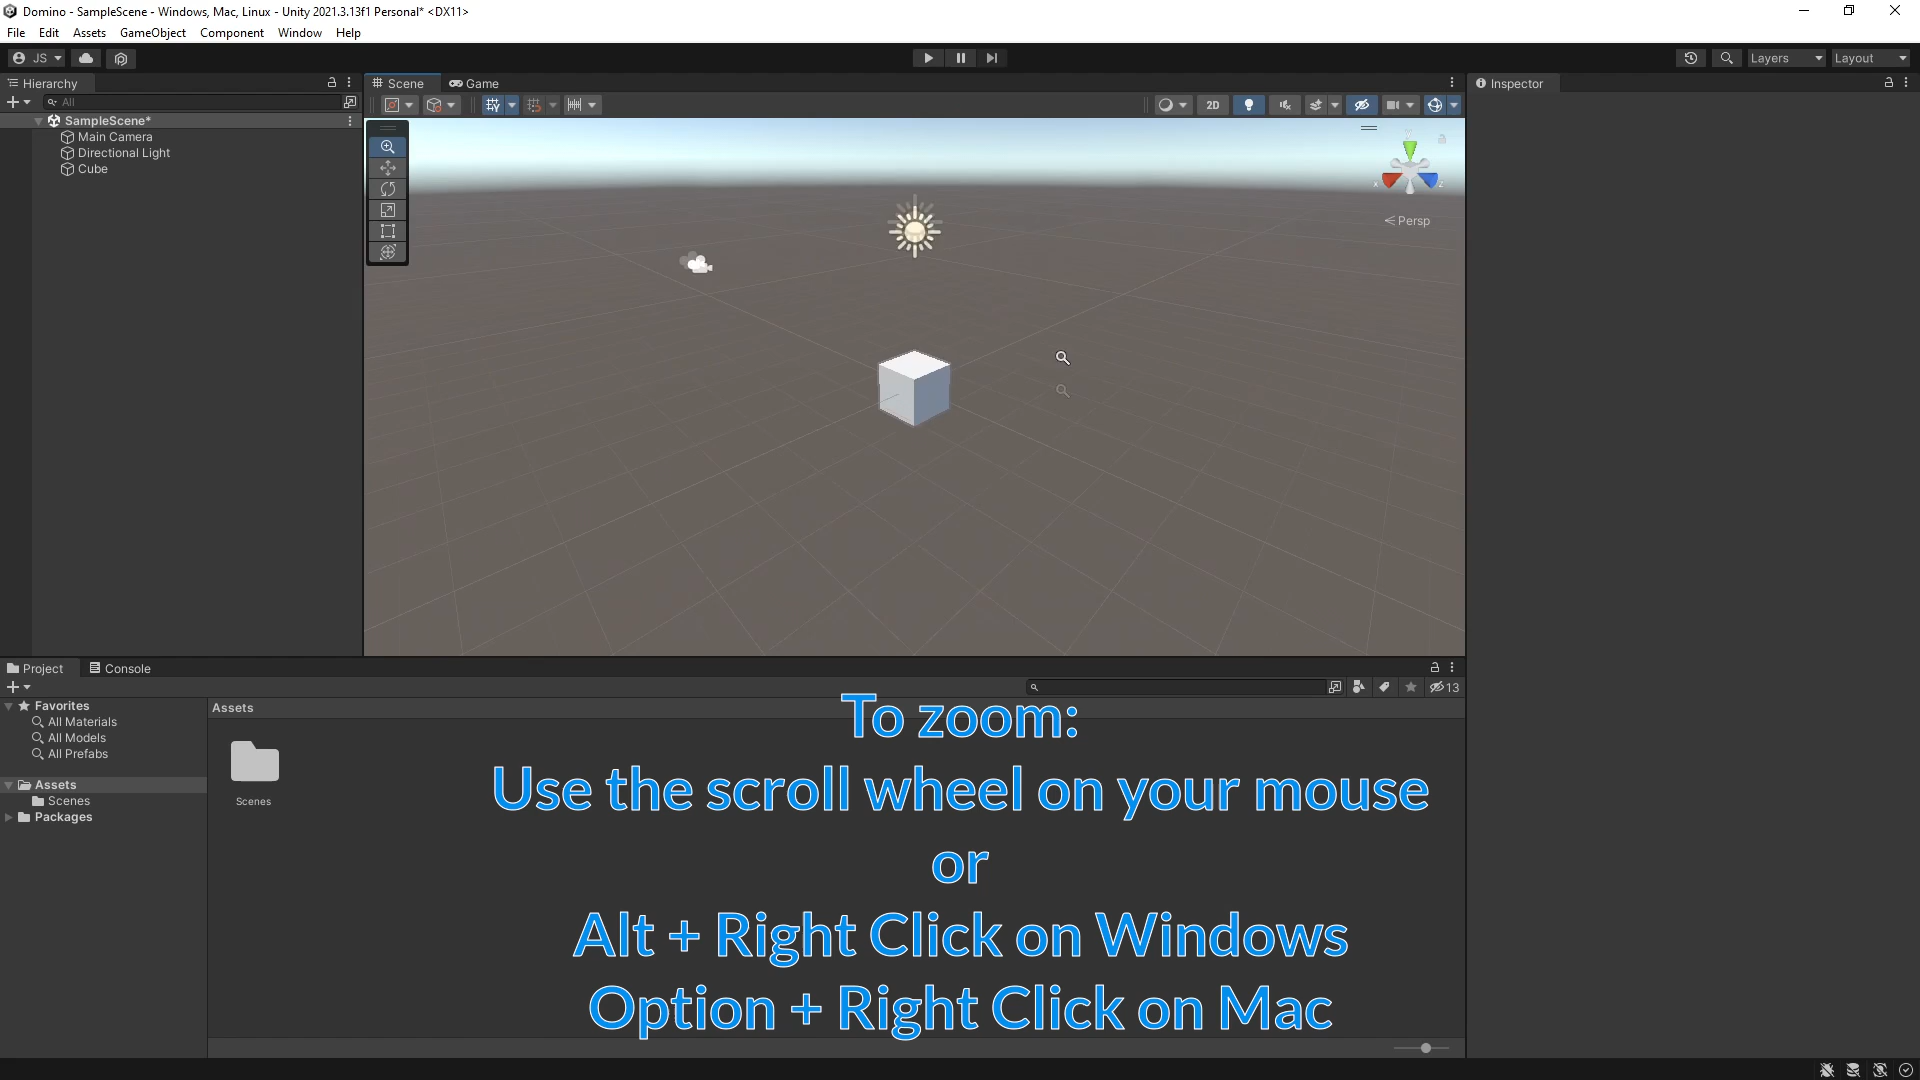 Domino - SampleScene - Windows, Mac, Linux - Unity 2021.3.13f1 Personal* <DX11>
File Edit Assets GameObject Component Window Help
JS
Layers
Layout
Hierarchy
Scene
Game
Inspector
All
2D
SampleScene*
Main Camera
Directional Light
Cube
y
x
z
Persp
Project
Console
13
Favorites
All Materials
All Models
All Prefabs
Assets
Scenes
Packages
Assets
Scenes
To zoom:
Use the scroll wheel on your mouse
or
Alt + Right Click on Windows
Option + Right Click on Mac